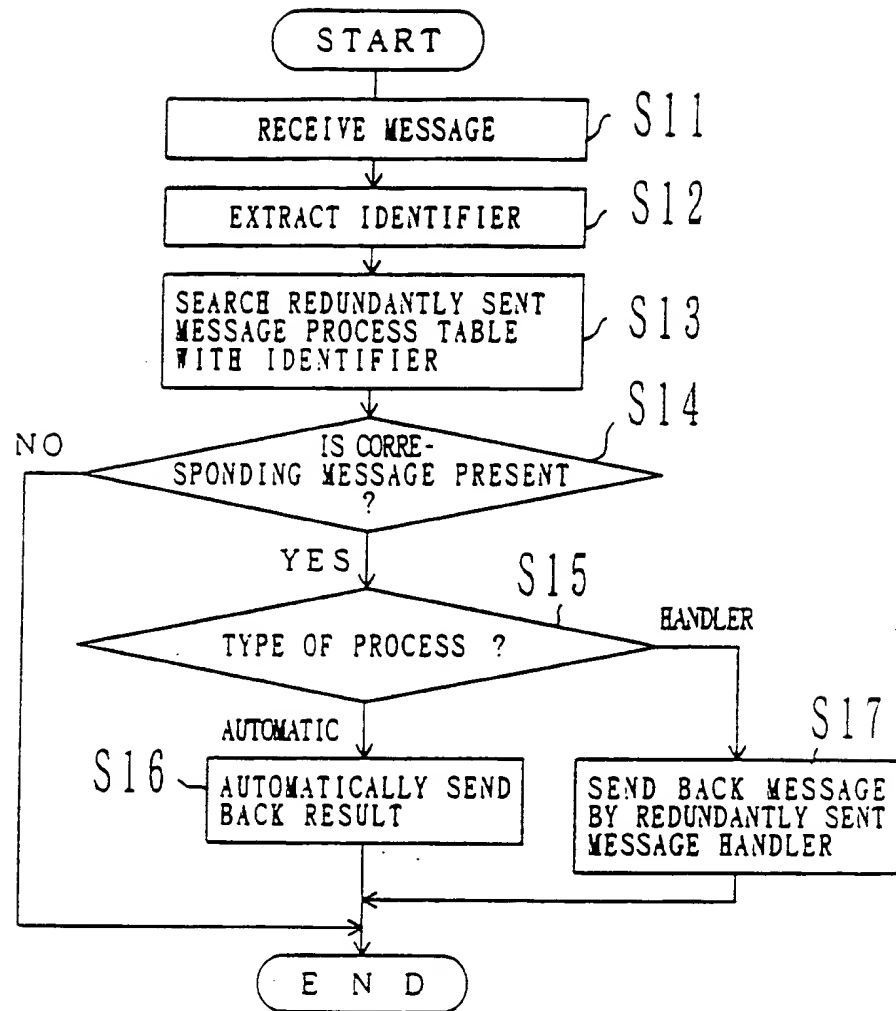 START
RECEIVE MESSAGE
S11
EXTRACT IDENTIFIER
S12
SEARCH REDUNDANTLY SENT
MESSAGE PROCESS TABLE
WITH IDENTIFIER
S13
S14
NO
IS CORRE-
SPONDING MESSAGE PRESENT
?
YES
S15
HANDLER
TYPE OF PROCESS ?
AUTOMATIC
S16
AUTOMATICALLY SEND
BACK RESULT
S17
SEND BACK MESSAGE
BY REDUNDANTLY SENT
MESSAGE HANDLER
END